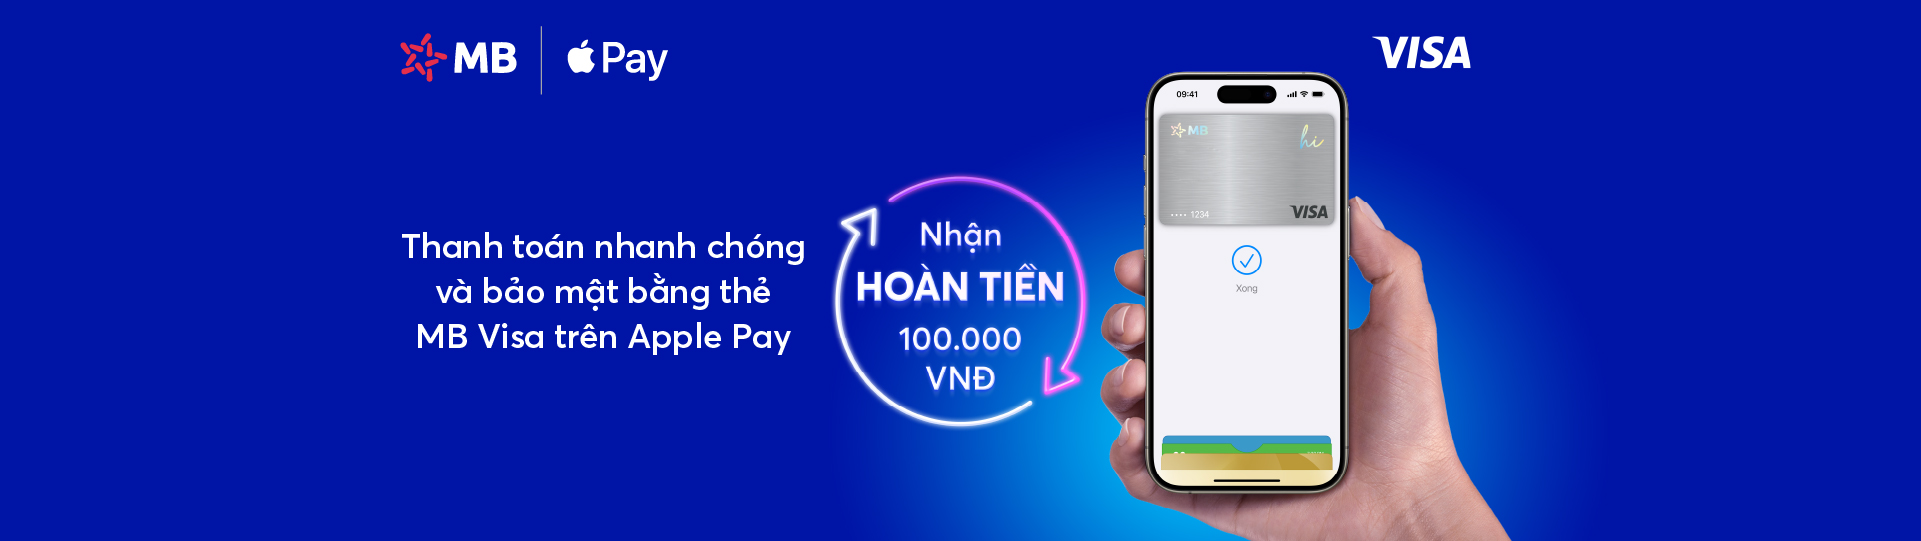 MB
Pay
VISA
Thanh toán nhanh chóng
và bảo mật bằng thẻ
MB Visa trên Apple Pay
Nhận
HOÀN TIỀN
100.000
VNĐ
09:41
MB
hi
•••• 1234
VISA
Xong